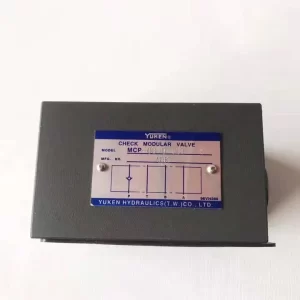 YUKEN
CHECK MODULAR VALVE
MODEL MCP
MFG. NO.
YUKEN HYDRAULICS(T.W.)CO., LTD